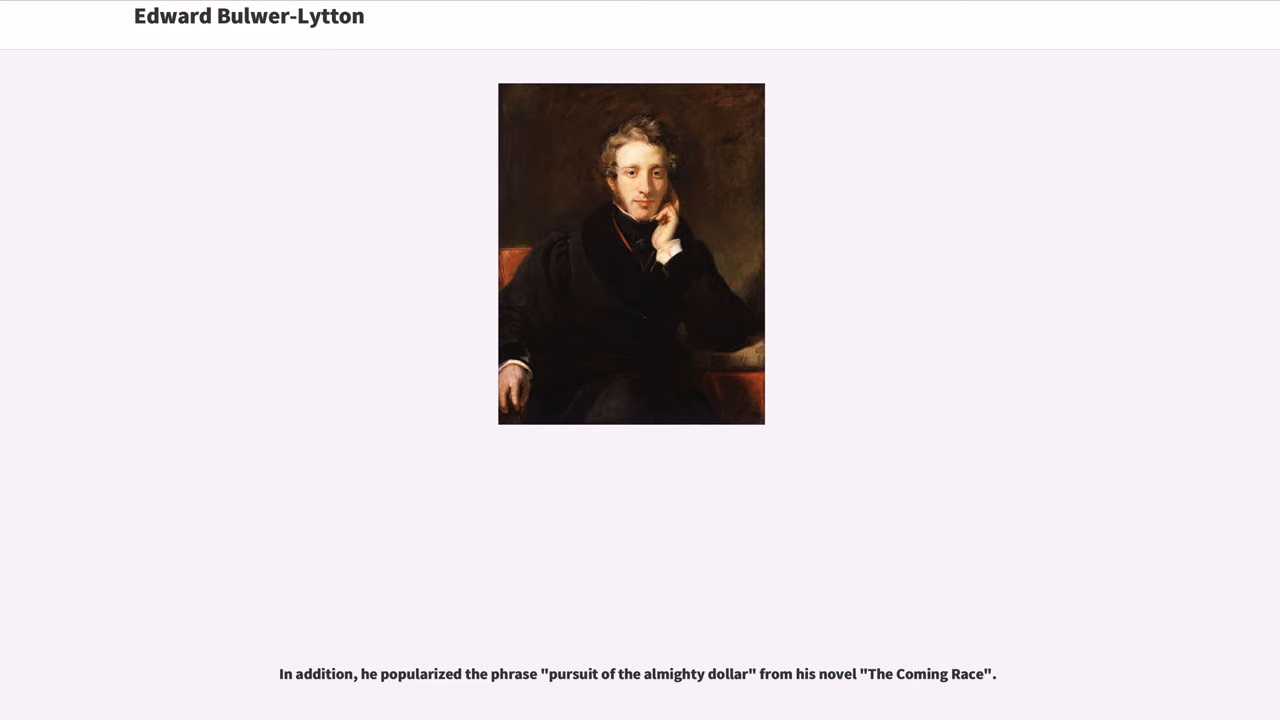 Edward Bulwer-Lytton
In addition, he popularized the phrase "pursuit of the almighty dollar" from his novel "The Coming Race".